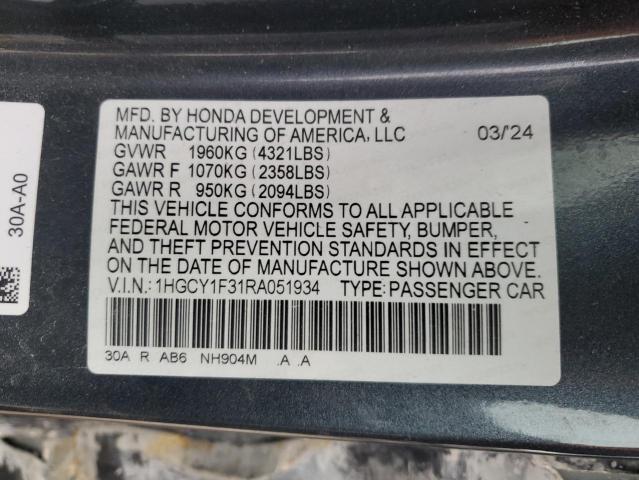 30A-A0
MFD. BY HONDA DEVELOPMENT &
MANUFACTURING OF AMERICA, LLC 03/'24
GVWR 1960KG (4321LBS)
GAWR F 1070KG (2358LBS)
GAWR R 950KG (2094LBS)
THIS VEHICLE CONFORMS TO ALL APPLICABLE
FEDERAL MOTOR VEHICLE SAFETY, BUMPER,
AND THEFT PREVENTION STANDARDS IN EFFECT
ON THE DATE OF MANUFACTURE SHOWN ABOVE.
V.I.N.:1HGCY1F31RA051934 TYPE:PASSENGER CAR
30A R AB6 NH904M .A .A